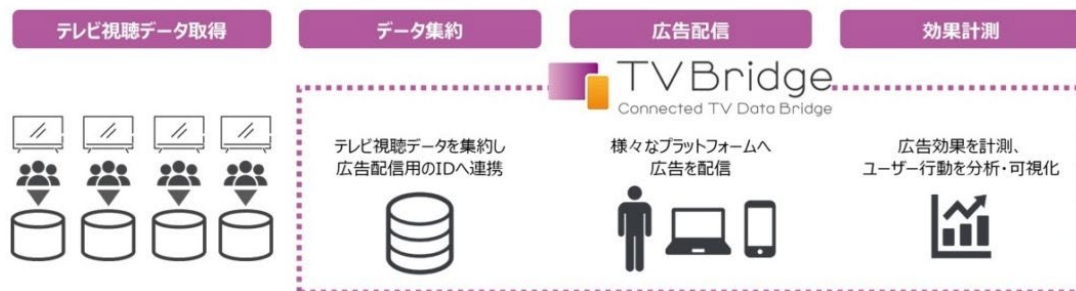 テレビ視聴データ取得
データ集約
広告配信
効果計測
TVBridge
Connected TV Data Bridge
テレビ視聴データを集約し
広告配信用のIDへ連携
様々なプラットフォームへ
広告を配信
広告効果を計測、
ユーザー行動を分析・可視化